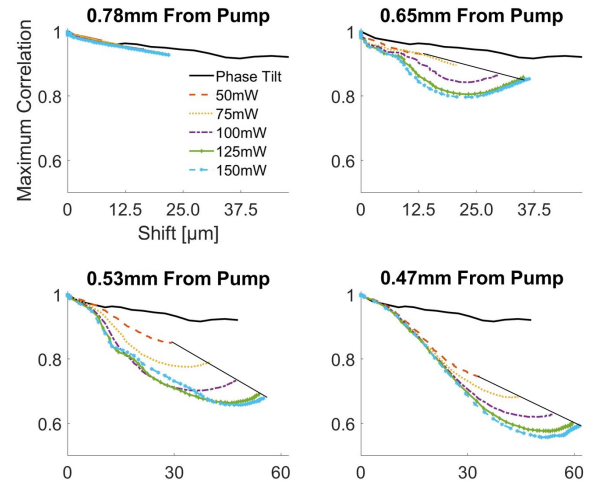 0.78mm From Pump
0.65mm From Pump
Maximum Correlation
1
0.8
0.6
0
12.5
25.0
37.5
Shift [µm]
Phase Tilt
50mW
75mW
100mW
125mW
150mW
1
0.8
0.6
0
12.5
25.0
37.5
0.53mm From Pump
0.47mm From Pump
1
0.8
0.6
0
30
60
1
0.8
0.6
0
30
60